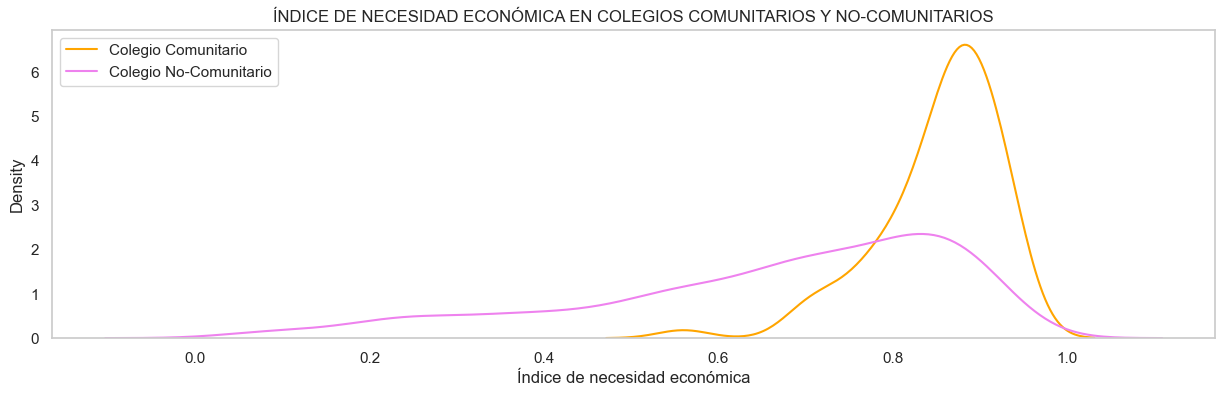 ÍNDICE DE NECESIDAD ECONÓMICA EN COLEGIOS COMUNITARIOS Y NO-COMUNITARIOS
Colegio Comunitario
Colegio No-Comunitario
6
5
4
3
2
1
0
Density
0.0 0.2 0.4 0.6 0.8 1.0
Índice de necesidad económica